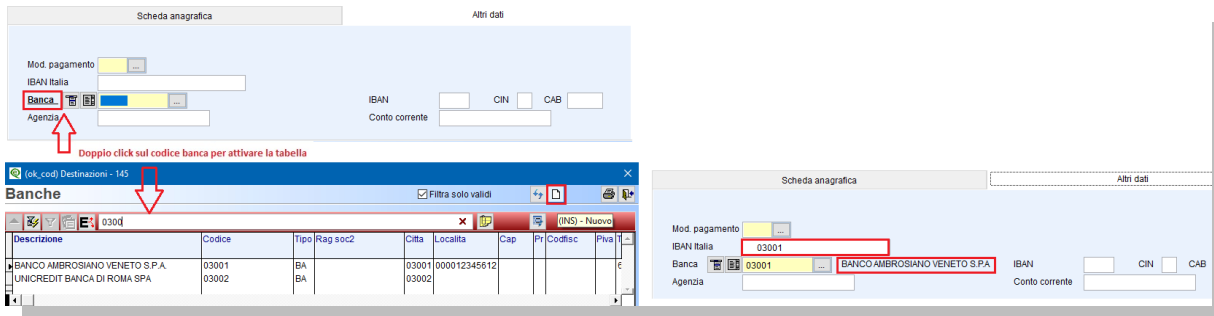 Scheda anagrafica Altri dati
Mod. pagamento ...
IBAN Italia
Banca ... IBAN CIN CAB
Agenzia Conto corrente
Doppio click sul codice banca per attivare la tabella
(ok_cod) Destinazioni - 145
Banche Filtra solo validi
0300 (INS) - Nuovo
Descrizione Codice Tipo Rag soc2 Citta Localita Cap Pr Codfisc Piva T
BANCO AMBROSIANO VENETO S.P.A. 03001 BA 03001 000012345612 6
UNICREDIT BANCA DI ROMA SPA 03002 BA 03002
Scheda anagrafica Altri dati
Mod. pagamento ...
IBAN Italia 03001
Banca 03001 ... BANCO AMBROSIANO VENETO S.P.A IBAN CIN CAB
Agenzia Conto corrente